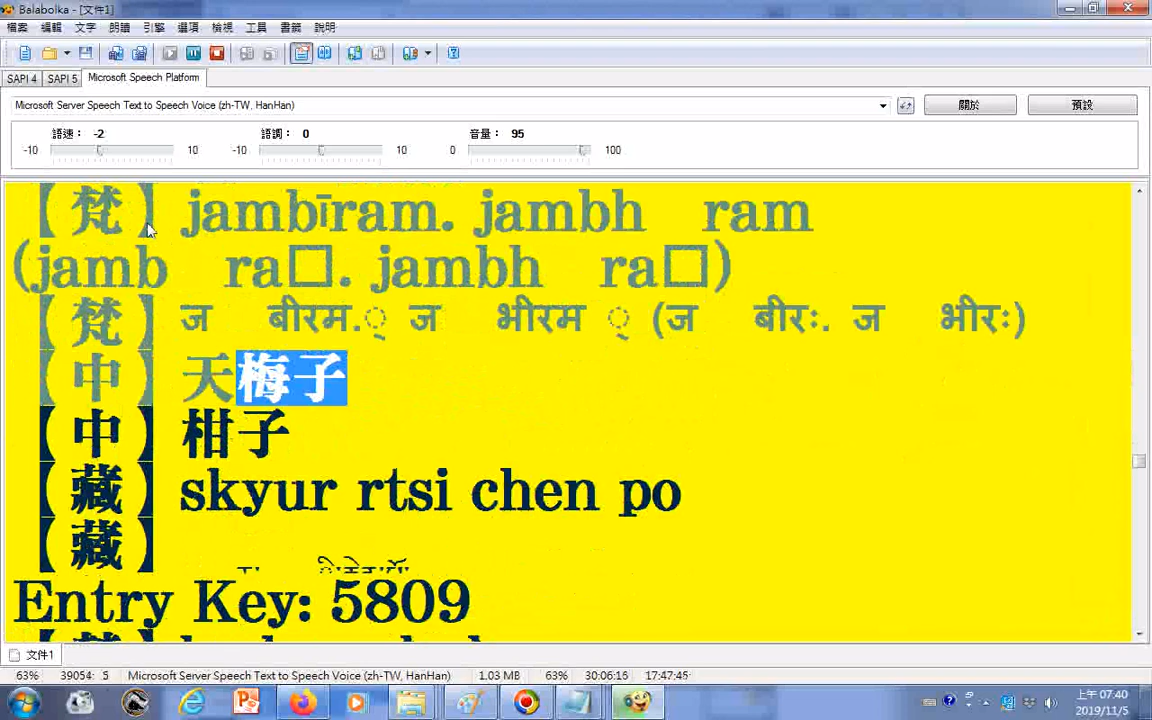 Balabolka - [文件1]
檔案 編輯 文字 朗讀 引擎 選項 檢視 工具 書籤 說明
SAPI 4 SAPI 5 Microsoft Speech Platform
Microsoft Server Speech Text to Speech Voice (zh-TW, HanHan) 關於 預設
語速： -2 語調： 0 音量： 95
-10 10 -10 10 0 100
【梵】 jambīram. jambh ram
(jamb ra□. jambh ra□)
【梵】 ज बीरम.् ज भीरम ् (ज बीरः. ज भीरः)
【中】 天梅子
【中】 柑子
【藏】 skyur rtsi chen po
【藏】
Entry Key: 5809
文件1
63% 39054: 5 Microsoft Server Speech Text to Speech Voice (zh-TW, HanHan) 1.03 MB 63% 30:06:16 17:47:45
上午 07:40
2019/11/5